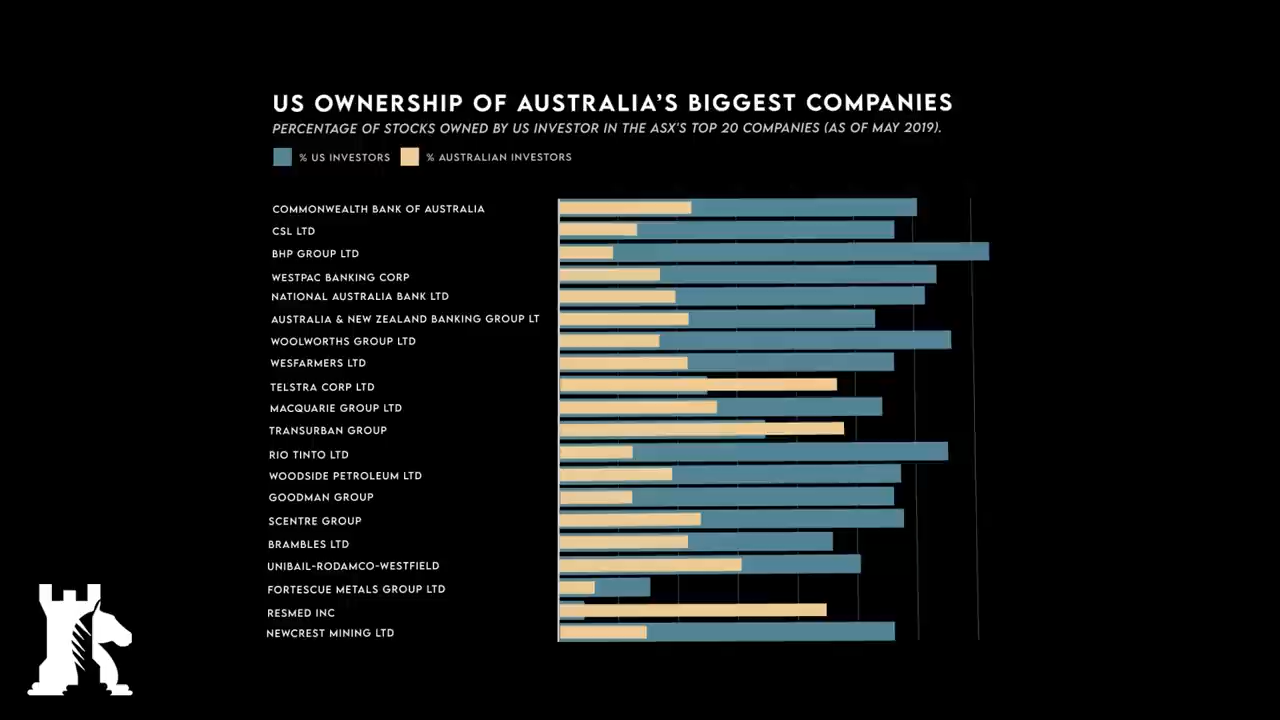 US OWNERSHIP OF AUSTRALIA'S BIGGEST COMPANIES
PERCENTAGE OF STOCKS OWNED BY US INVESTOR IN THE ASX'S TOP 20 COMPANIES (AS OF MAY 2019).
% US INVESTORS % AUSTRALIAN INVESTORS
COMMONWEALTH BANK OF AUSTRALIA
CSL LTD
BHP GROUP LTD
WESTPAC BANKING CORP
NATIONAL AUSTRALIA BANK LTD
AUSTRALIA & NEW ZEALAND BANKING GROUP LT
WOOLWORTHS GROUP LTD
WESFARMERS LTD
TELSTRA CORP LTD
MACQUARIE GROUP LTD
TRANSURBAN GROUP
RIO TINTO LTD
WOODSIDE PETROLEUM LTD
GOODMAN GROUP
SCENTRE GROUP
BRAMBLES LTD
UNIBAIL-RODAMCO-WESTFIELD
FORTESCUE METALS GROUP LTD
RESMED INC
NEWCREST MINING LTD